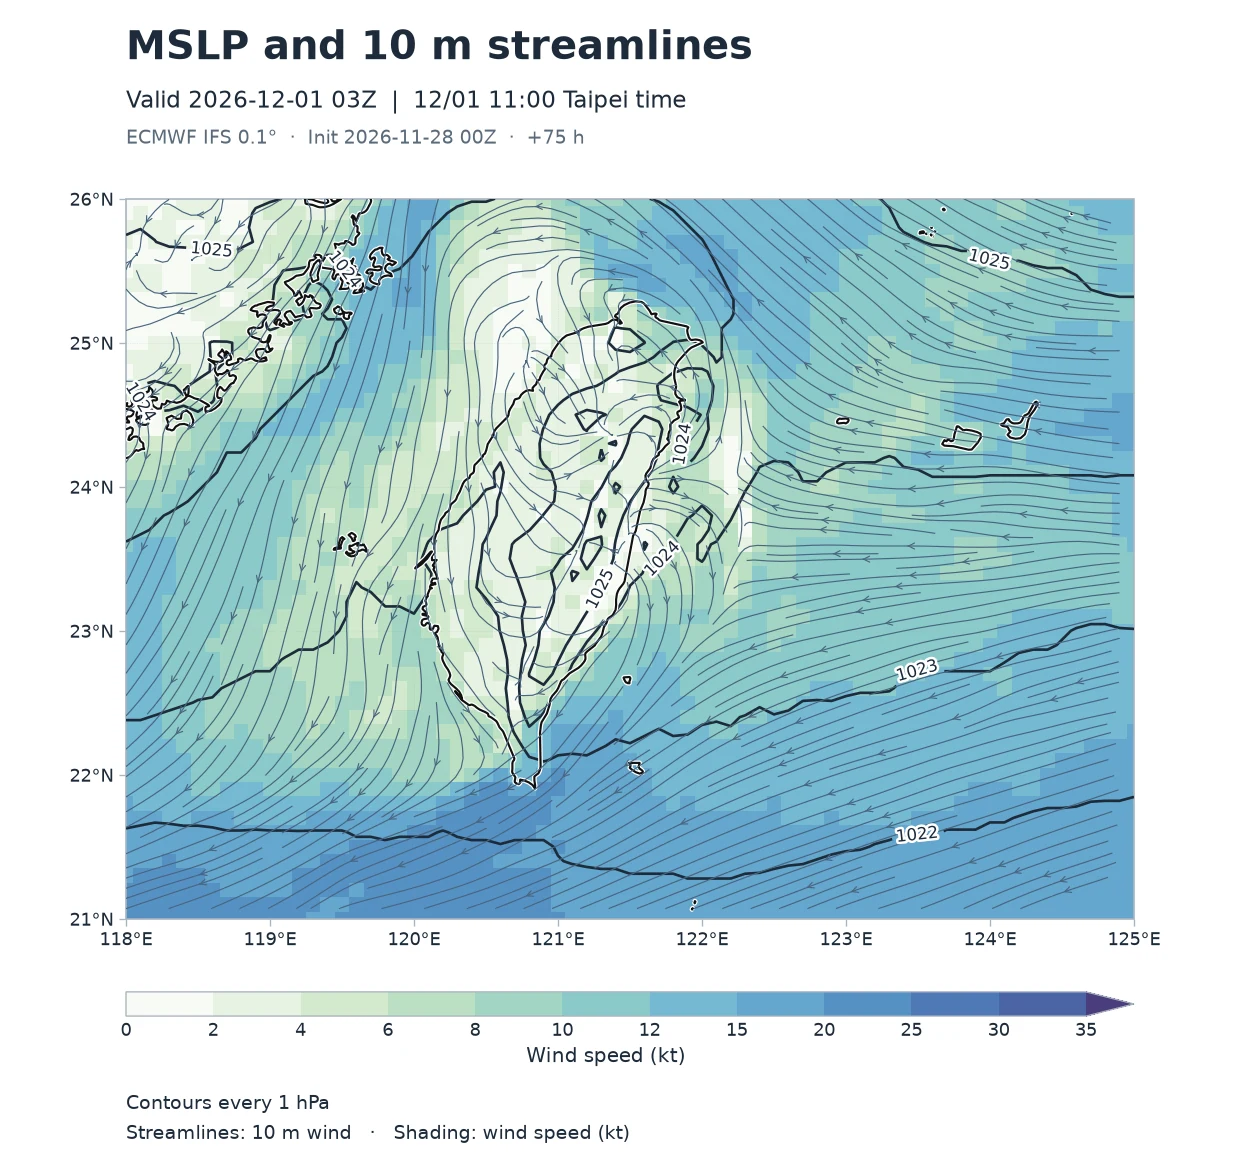 MSLP and 10 m streamlines
Valid 2026-12-01 03Z | 12/01 11:00 Taipei time
ECMWF IFS 0.1° · Init 2026-11-28 00Z · +75 h
26°N
25°N
24°N
23°N
22°N
21°N
1025
1024
1025
1024
1024
1024
1025
1023
1022
118°E 119°E 120°E 121°E 122°E 123°E 124°E 125°E
0 2 4 6 8 10 12 15 20 25 30 35
Wind speed (kt)
Contours every 1 hPa
Streamlines: 10 m wind · Shading: wind speed (kt)